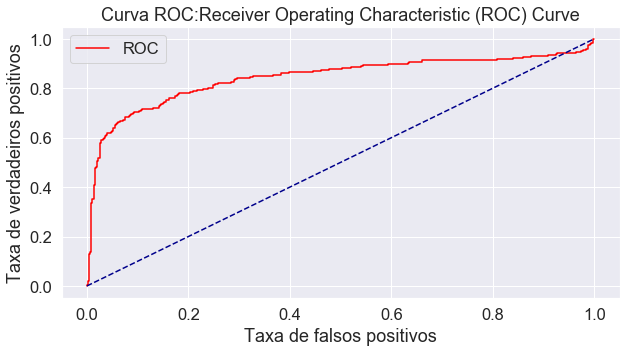 Curva ROC:Receiver Operating Characteristic (ROC) Curve
ROC
Taxa de verdadeiros positivos
1.0
0.8
0.6
0.4
0.2
0.0
0.0 0.2 0.4 0.6 0.8 1.0
Taxa de falsos positivos